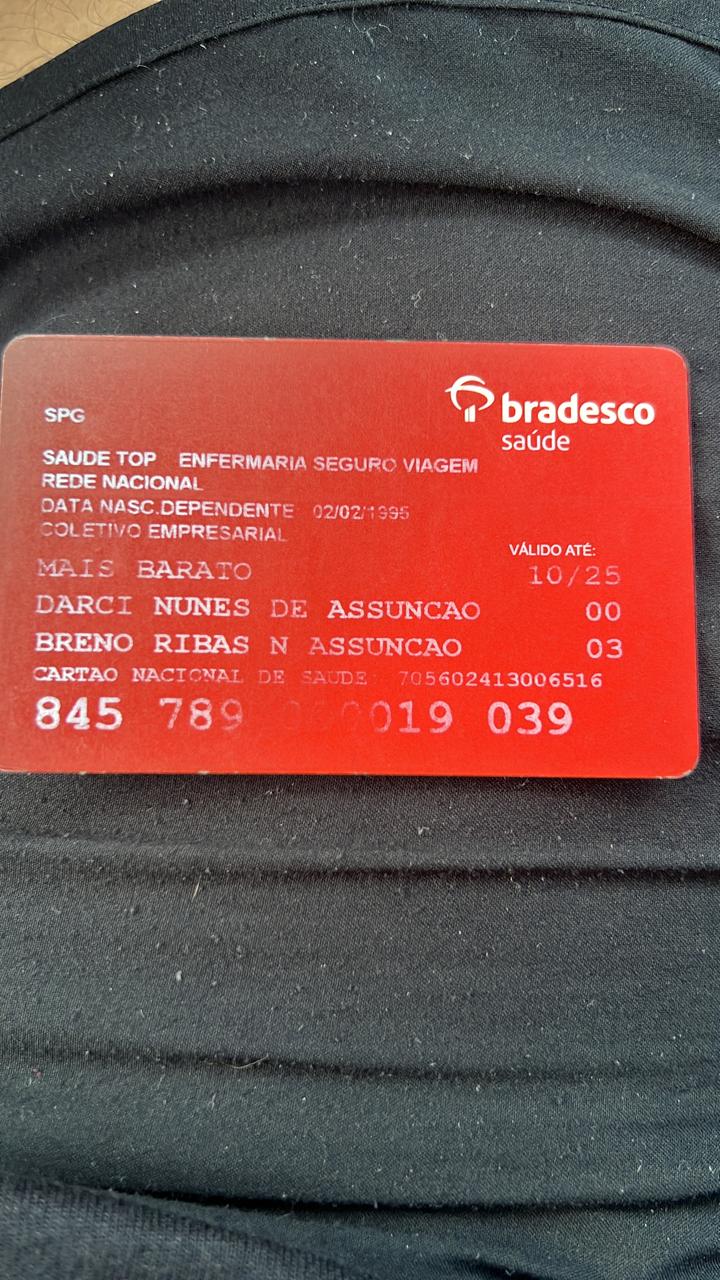 bradesco
saúde
SPG
SAUDE TOP ENFERMARIA SEGURO VIAGEM
REDE NACIONAL
DATA NASC.DEPENDENTE 02/02/1995
COLETIVO EMPRESARIAL
VÁLIDO ATÉ:
MAIS BARATO 10/25
DARCI NUNES DE ASSUNCAO 00
BRENO RIBAS N ASSUNCAO 03
CARTAO NACIONAL DE SAUDE 705602413006516
845 789 039